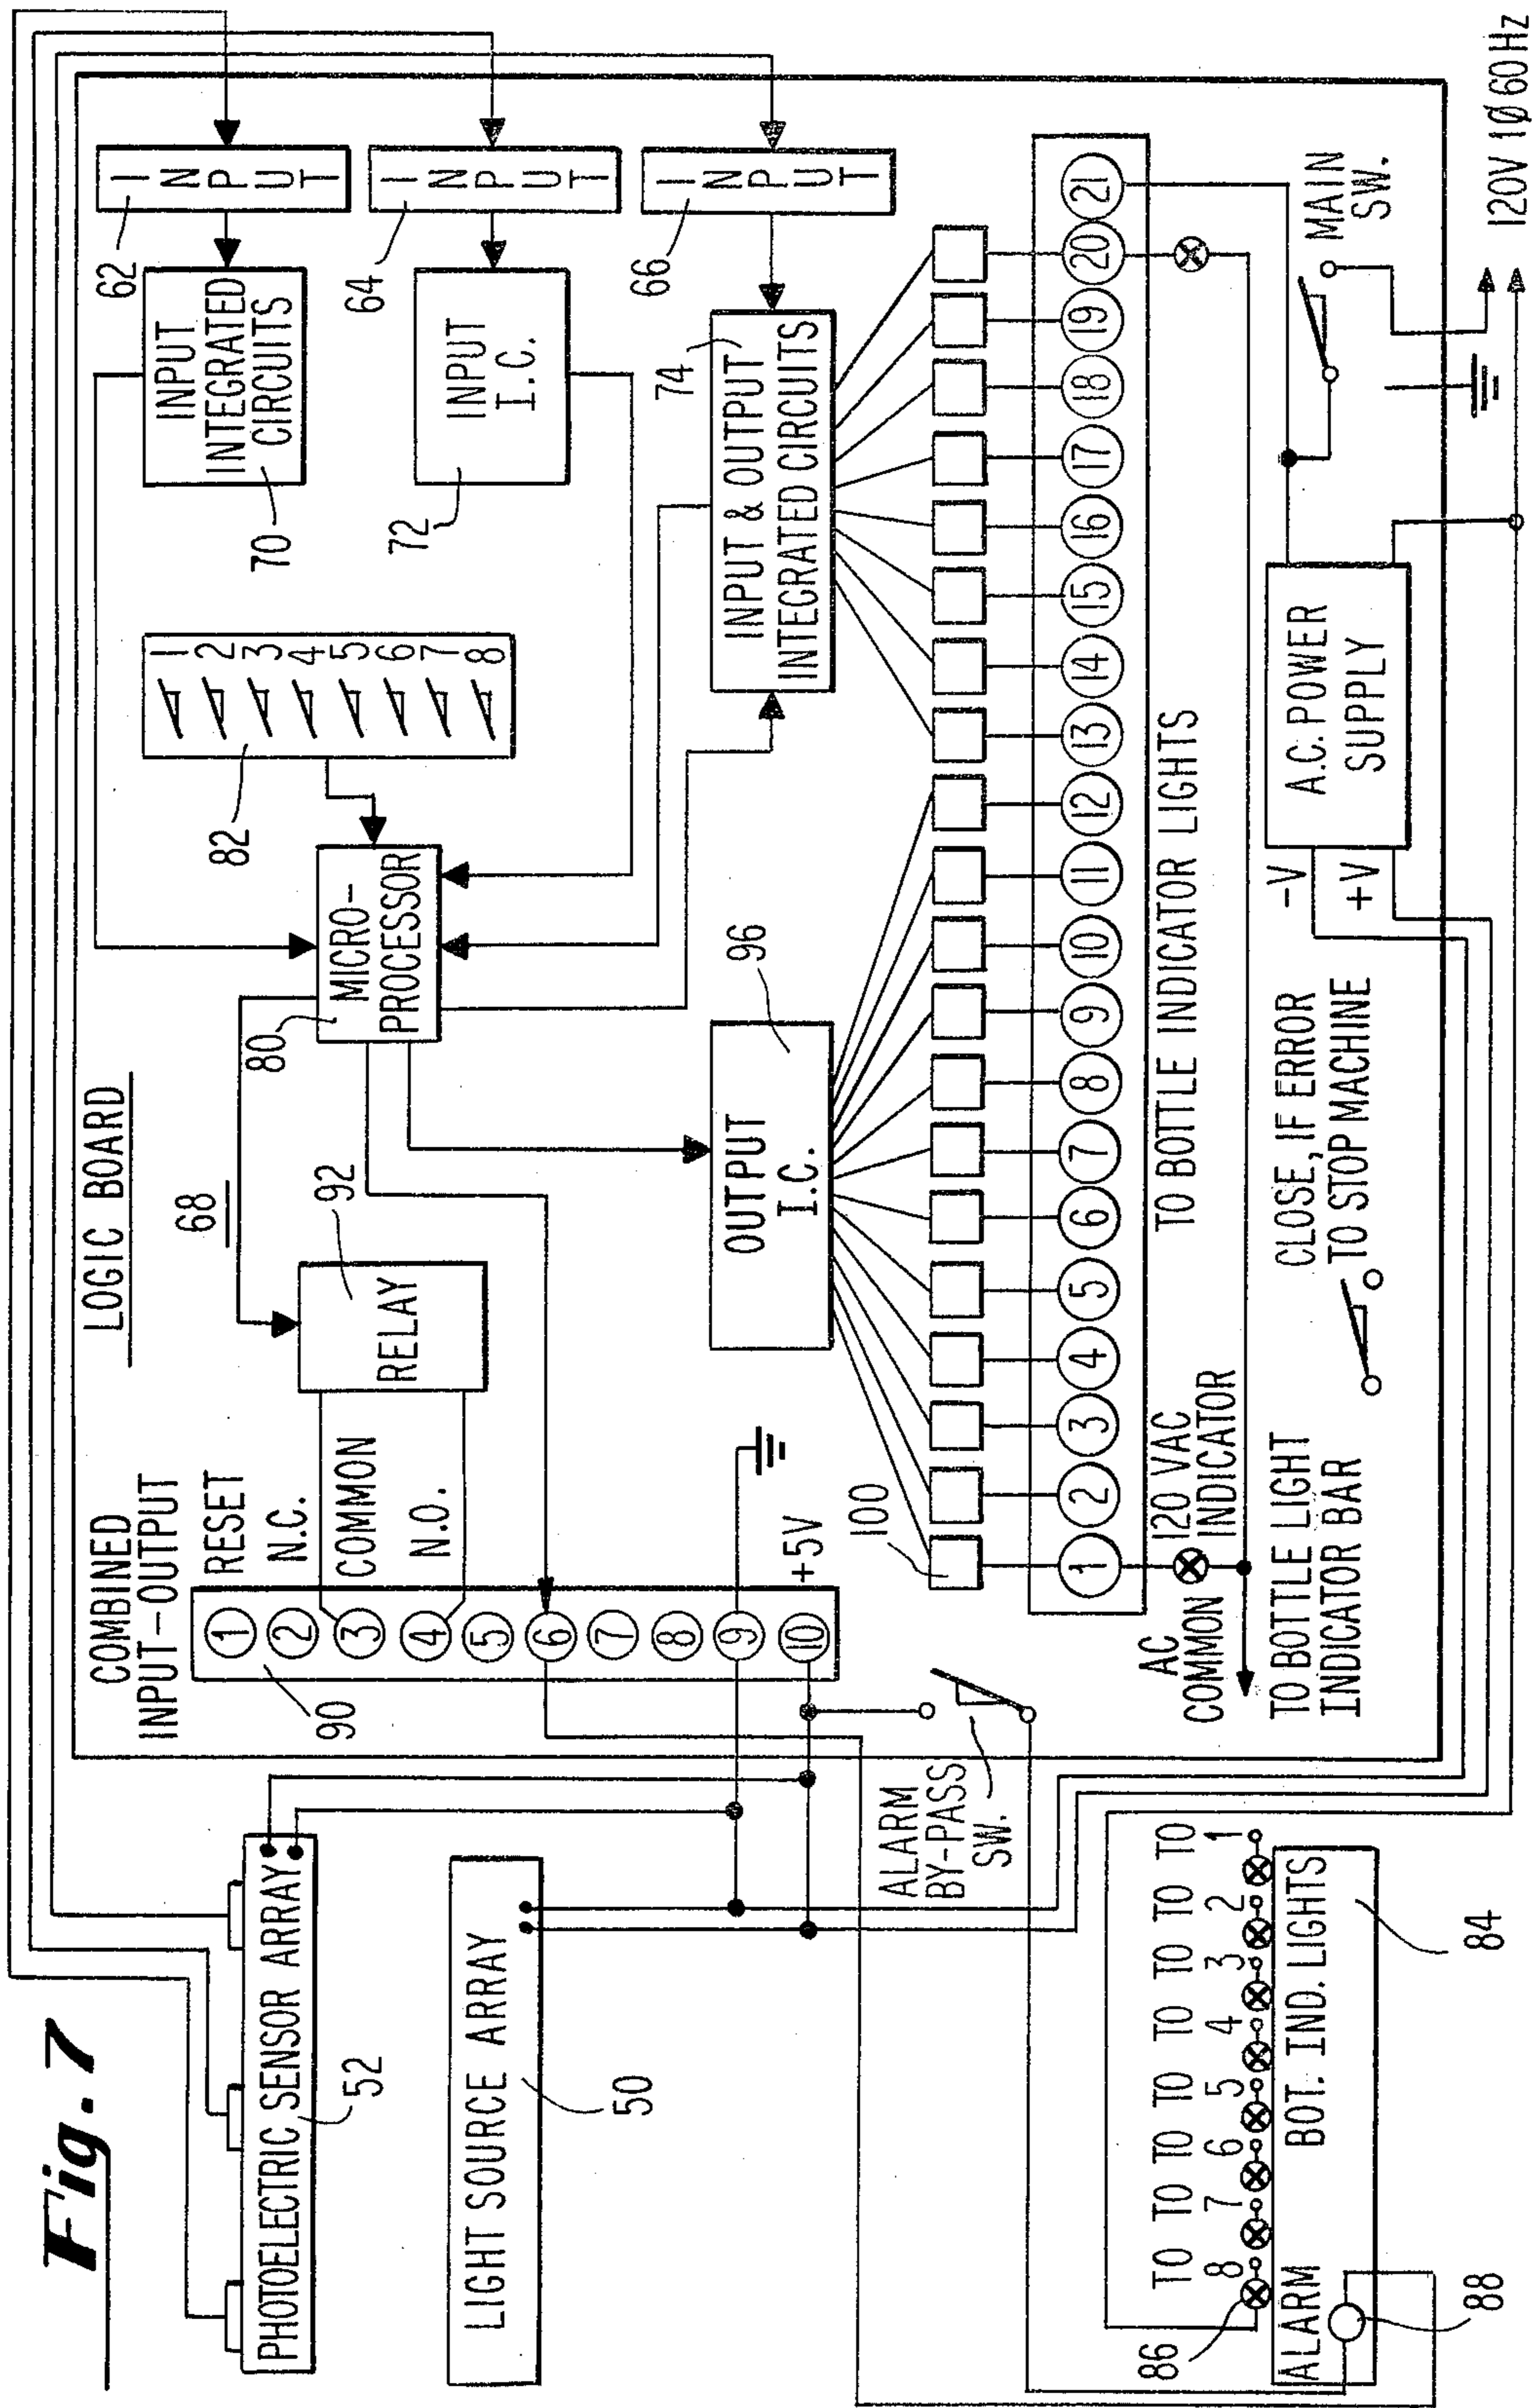 Fig. 7
PHOTOELECTRIC SENSOR ARRAY
52
LIGHT SOURCE ARRAY
50
LOGIC BOARD
68
COMBINED
INPUT-OUTPUT
90
1
2
3
4
5
6
7
8
9
10
RESET
N.C.
COMMON
N.O.
+5V
RELAY
92
MICRO-
PROCESSOR
80
82
1
2
3
4
5
6
7
8
INPUT
INTEGRATED
CIRCUITS
70
INPUT
62
INPUT
I.C.
72
INPUT
64
INPUT & OUTPUT
INTEGRATED CIRCUITS
74
INPUT
66
OUTPUT
I.C.
96
100
1
2
3
4
5
6
7
8
9
10
11
12
13
14
15
16
17
18
19
20
21
TO BOTTLE INDICATOR LIGHTS
120 VAC
INDICATOR
AC
COMMON
TO BOTTLE LIGHT
INDICATOR BAR
CLOSE, IF ERROR
TO STOP MACHINE
ALARM
BY-PASS
SW.
-V
+V
A.C. POWER
SUPPLY
MAIN
SW.
120V 1Ø 60 Hz
TO TO TO TO TO TO TO TO
8 7 6 5 4 3 2 1
86
ALARM
BOT. IND. LIGHTS
88
84